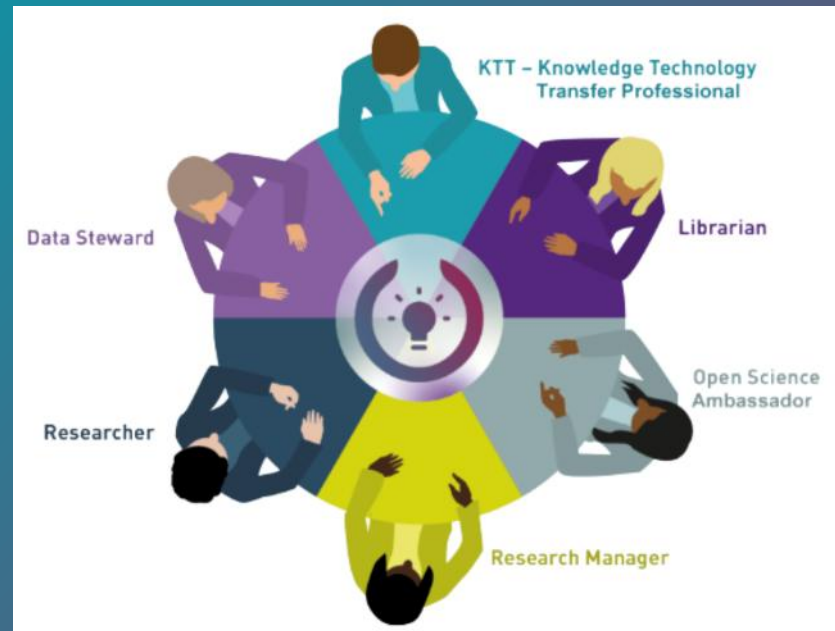 KTT – Knowledge Technology
Transfer Professional
Data Steward
Librarian
Open Science
Ambassador
Researcher
Research Manager